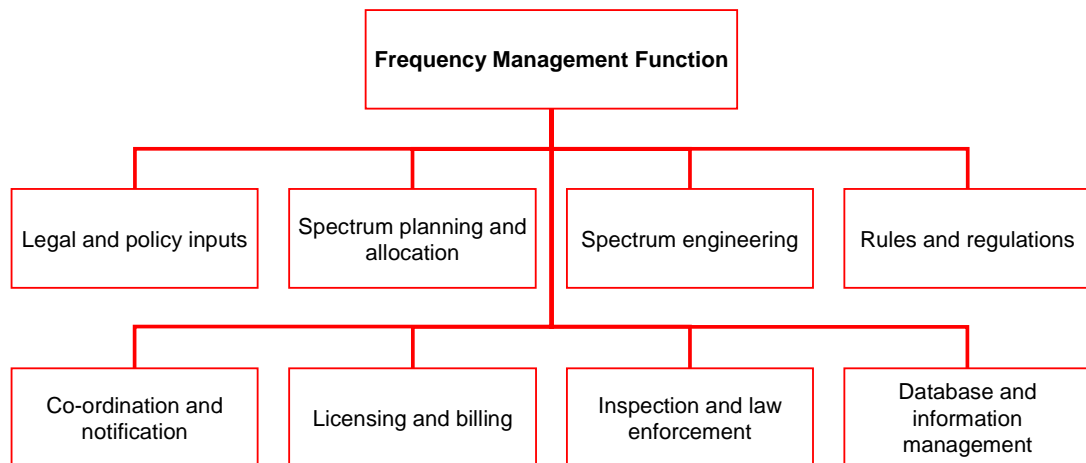 Frequency Management Function
Legal and policy inputs
Spectrum planning and
allocation
Spectrum engineering
Rules and regulations
Co-ordination and
notification
Licensing and billing
Inspection and law
enforcement
Database and
information
management